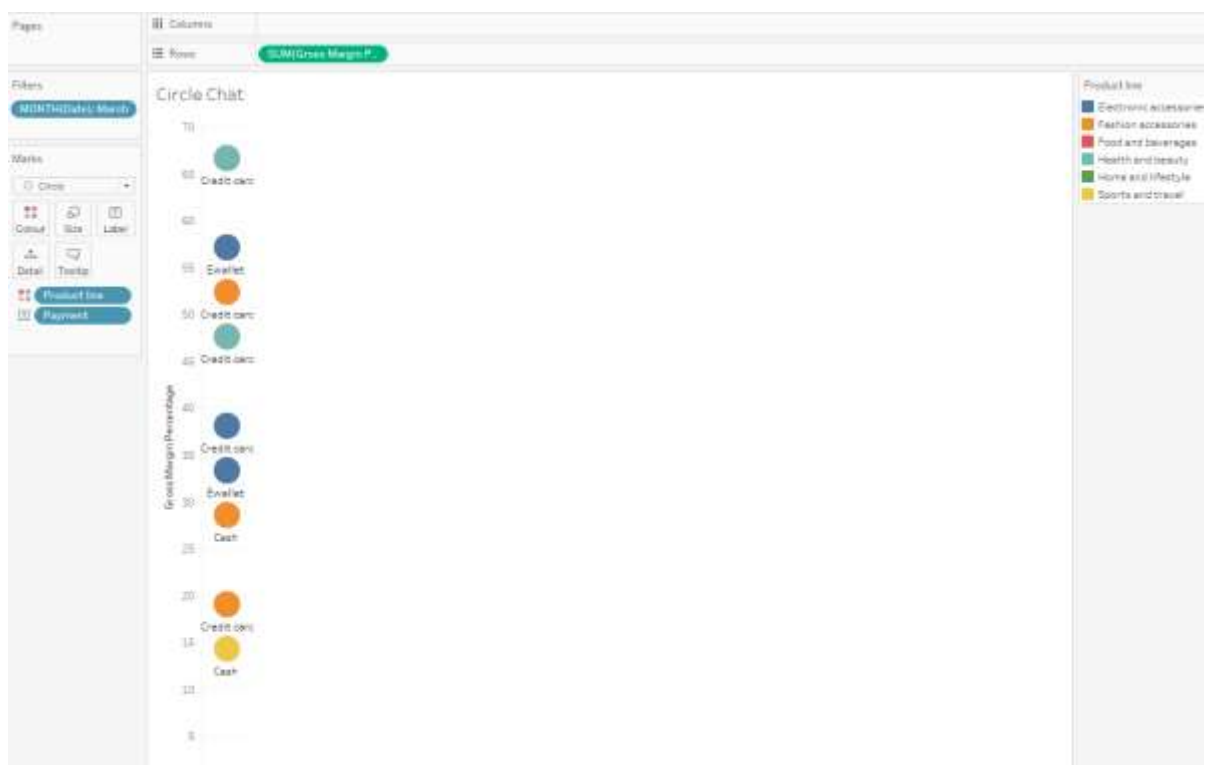 Pages
Columns
Rows
SUM(Gross Margin P..
Filters
MONTH(Date): March
Marks
Circle
Colour
Size
Label
Detail
Tooltip
Product line
Payment
Circle Chat
Gross Margin Percentage
70
65
60
55
50
45
40
35
30
25
20
15
10
5
Credit card
Ewallet
Credit card
Credit card
Credit card
Ewallet
Cash
Credit card
Cash
Product line
Electronic accessories
Fashion accessories
Food and beverages
Health and beauty
Home and lifestyle
Sports and travel